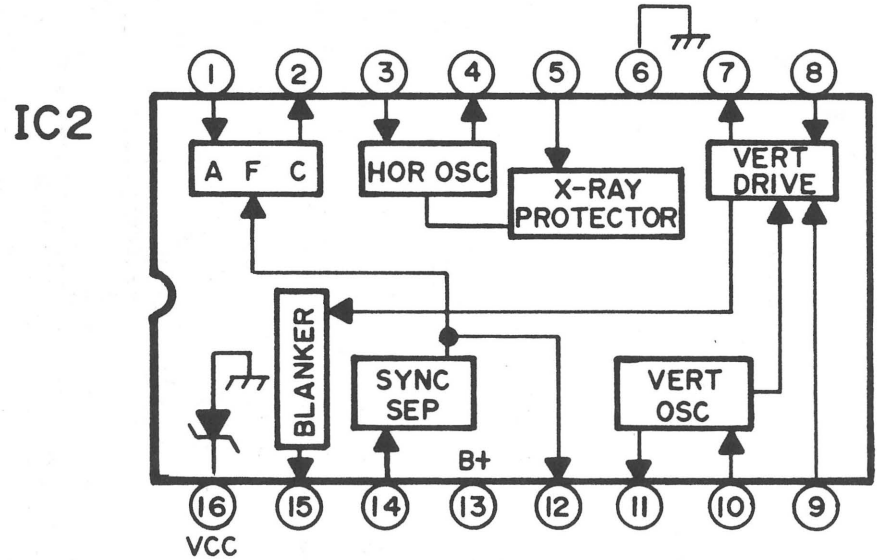 1 2 3 4 5 6 7 8
IC2
A F C
HOR OSC
X-RAY
PROTECTOR
VERT
DRIVE
BLANKER
SYNC
SEP
VERT
OSC
B+
16 15 14 13 12 11 10 9
VCC